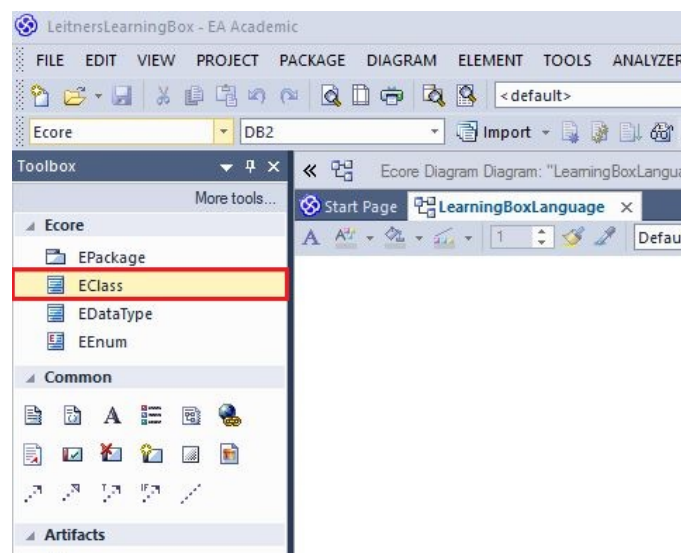 LeitnersLearningBox - EA Academic
FILE EDIT VIEW PROJECT PACKAGE DIAGRAM ELEMENT TOOLS ANALYZER
<default>
Ecore DB2 Import
Toolbox
Ecore Diagram Diagram: "LearningBoxLangua
More tools...
Start Page LearningBoxLanguage
Ecore
A 1 Defau
EPackage
EClass
EDataType
EEnum
Common
A
Artifacts